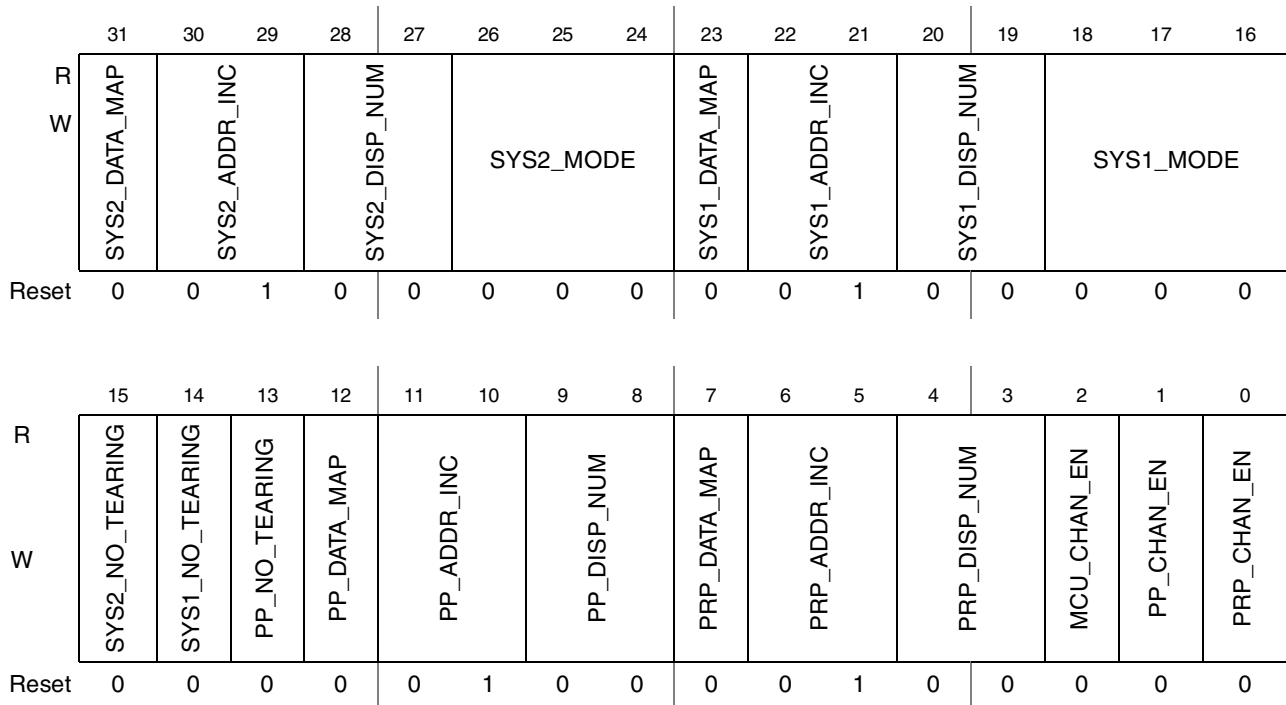 31 30 29 28 27 26 25 24 23 22 21 20 19 18 17 16
R
W
SYS2_DATA_MAP
SYS2_ADDR_INC
SYS2_DISP_NUM
SYS2_MODE
SYS1_DATA_MAP
SYS1_ADDR_INC
SYS1_DISP_NUM
SYS1_MODE
Reset 0 0 1 0 0 0 0 0 0 0 1 0 0 0 0 0
15 14 13 12 11 10 9 8 7 6 5 4 3 2 1 0
R
W
SYS2_NO_TEARING
SYS1_NO_TEARING
PP_NO_TEARING
PP_DATA_MAP
PP_ADDR_INC
PP_DISP_NUM
PRP_DATA_MAP
PRP_ADDR_INC
PRP_DISP_NUM
MCU_CHAN_EN
PP_CHAN_EN
PRP_CHAN_EN
Reset 0 0 0 0 0 1 0 0 0 0 1 0 0 0 0 0